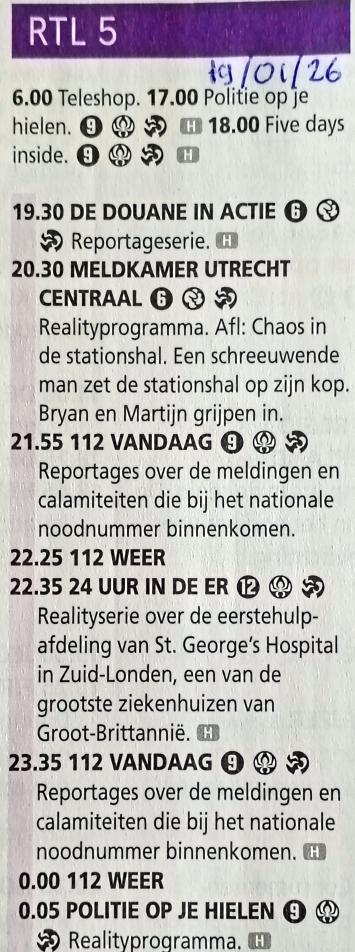 RTL 5
19/01/26
6.00 Teleshop. 17.00 Politie op je
hielen. 9 H 18.00 Five days
inside. 9 H
19.30 DE DOUANE IN ACTIE 6
Reportageserie. H
20.30 MELDKAMER UTRECHT
CENTRAAL 6
Realityprogramma. Afl: Chaos in
de stationshal. Een schreeuwende
man zet de stationshal op zijn kop.
Bryan en Martijn grijpen in.
21.55 112 VANDAAG 9
Reportages over de meldingen en
calamiteiten die bij het nationale
noodnummer binnenkomen.
22.25 112 WEER
22.35 24 UUR IN DE ER 12
Realityserie over de eerstehulp-
afdeling van St. George's Hospital
in Zuid-Londen, een van de
grootste ziekenhuizen van
Groot-Brittannië. H
23.35 112 VANDAAG 9
Reportages over de meldingen en
calamiteiten die bij het nationale
noodnummer binnenkomen. H
0.00 112 WEER
0.05 POLITIE OP JE HIELEN 9
Realityprogramma. H